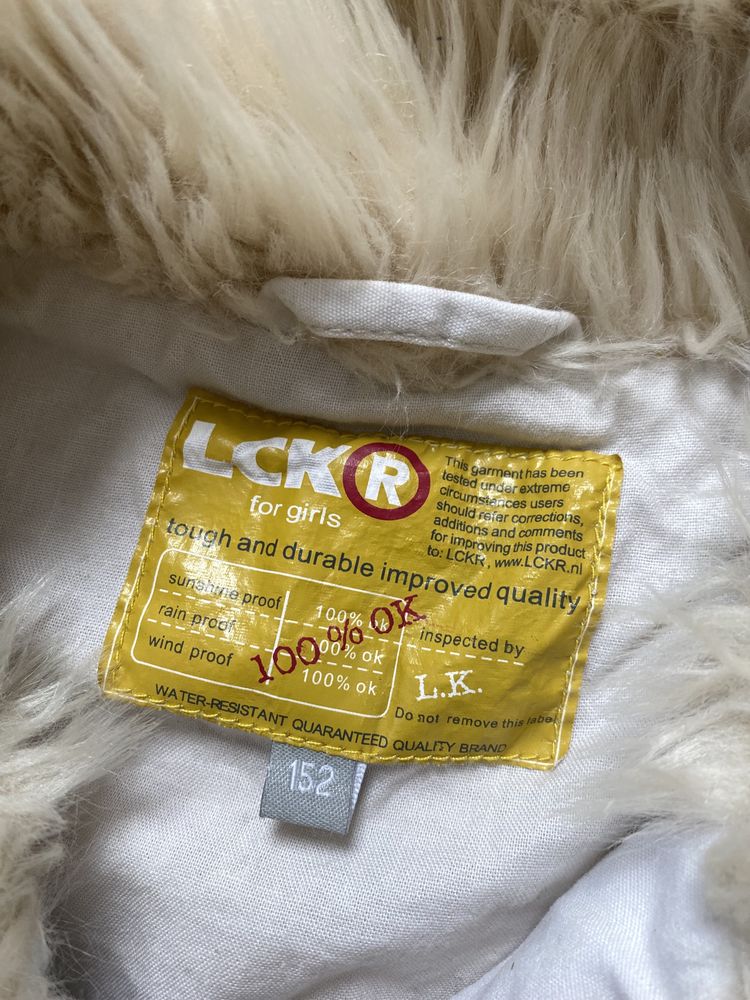 LCKR
for girls
This garment has been
tested under extreme
circumstances users
should refer corrections,
additions and comments
for improving this product
to: LCKR , www.LCKR.nl
tough and durable improved quality
sunshine proof 100% ok
rain proof 100% ok
wind proof 100% ok
100% OK
inspected by
L.K.
Do not remove this label
WATER-RESISTANT QUARANTEED QUALITY BRAND
152